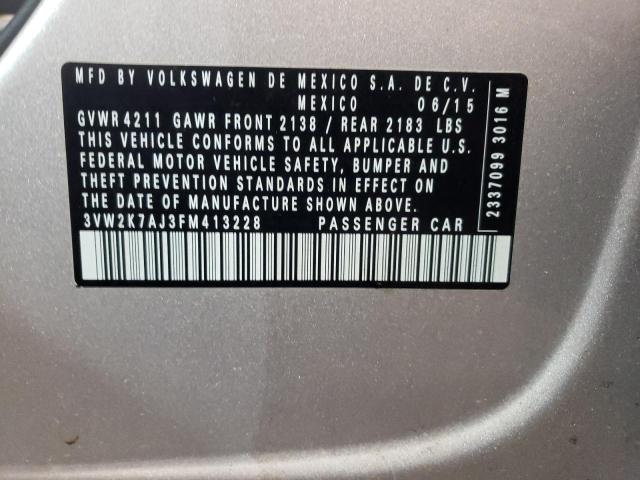 MFD BY VOLKSWAGEN DE MEXICO S.A. DE C.V.
MEXICO 06/15
GVWR 4211 GAWR FRONT 2138 / REAR 2183 LBS
THIS VEHICLE CONFORMS TO ALL APPLICABLE U.S.
FEDERAL MOTOR VEHICLE SAFETY, BUMPER AND
THEFT PREVENTION STANDARDS IN EFFECT ON
THE DATE OF MANUFACTURE SHOWN ABOVE.
3VW2K7AJ3FM413228 PASSENGER CAR
2337099 3016 M